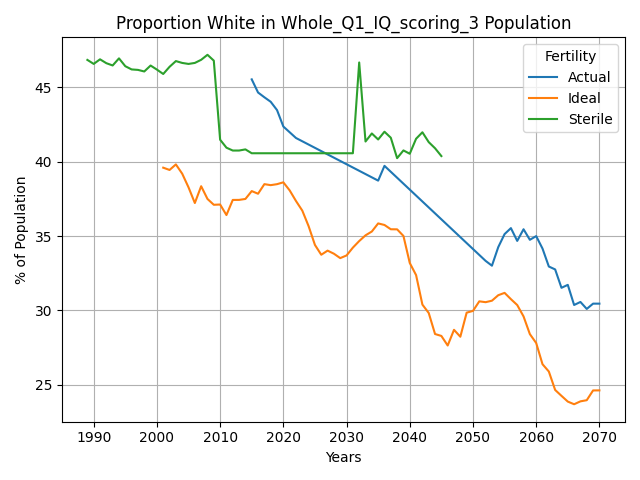 Proportion White in Whole_Q1_IQ_scoring_3 Population
Fertility
Actual
Ideal
Sterile
% of Population
45
40
35
30
25
1990 2000 2010 2020 2030 2040 2050 2060 2070
Years